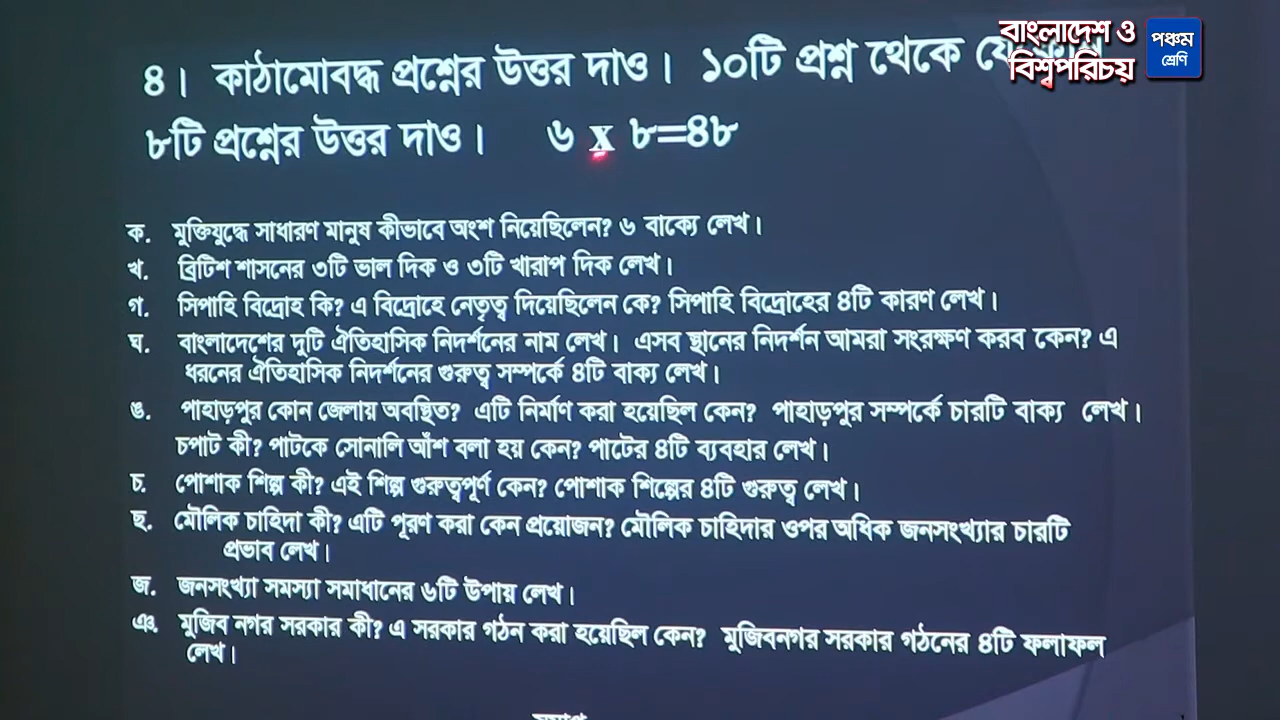 বাংলাদেশ ও
বিশ্বপরিচয়
পঞ্চম
শ্রেণি
৪। কাঠামোবদ্ধ প্রশ্নের উত্তর দাও। ১০টি প্রশ্ন থেকে
৮টি প্রশ্নের উত্তর দাও। ৬ x ৮=৪৮
ক. মুক্তিযুদ্ধে সাধারণ মানুষ কীভাবে অংশ নিয়েছিলেন? ৬ বাক্যে লেখ।
খ. ব্রিটিশ শাসনের ৩টি ভাল দিক ও ৩টি খারাপ দিক লেখ।
গ. সিপাহি বিদ্রোহ কি? এ বিদ্রোহে নেতৃত্ব দিয়েছিলেন কে? সিপাহি বিদ্রোহের ৪টি কারণ লেখ।
ঘ. বাংলাদেশের দুটি ঐতিহাসিক নিদর্শনের নাম লেখ। এসব স্থানের নিদর্শন আমরা সংরক্ষণ করব কেন? এ
ধরনের ঐতিহাসিক নিদর্শনের গুরুত্ব সম্পর্কে ৪টি বাক্য লেখ।
ঙ. পাহাড়পুর কোন জেলায় অবস্থিত? এটি নির্মাণ করা হয়েছিল কেন? পাহাড়পুর সম্পর্কে চারটি বাক্য লেখ।
চপাট কী? পাটকে সোনালি আঁশ বলা হয় কেন? পাটের ৪টি ব্যবহার লেখ।
চ. পোশাক শিল্প কী? এই শিল্প গুরুত্বপূর্ণ কেন? পোশাক শিল্পের ৪টি গুরুত্ব লেখ।
ছ. মৌলিক চাহিদা কী? এটি পূরণ করা কেন প্রয়োজন? মৌলিক চাহিদার ওপর অধিক জনসংখ্যার চারটি
প্রভাব লেখ।
জ. জনসংখ্যা সমস্যা সমাধানের ৬টি উপায় লেখ।
ঞ. মুজিব নগর সরকার কী? এ সরকার গঠন করা হয়েছিল কেন? মুজিবনগর সরকার গঠনের ৪টি ফলাফল
লেখ।